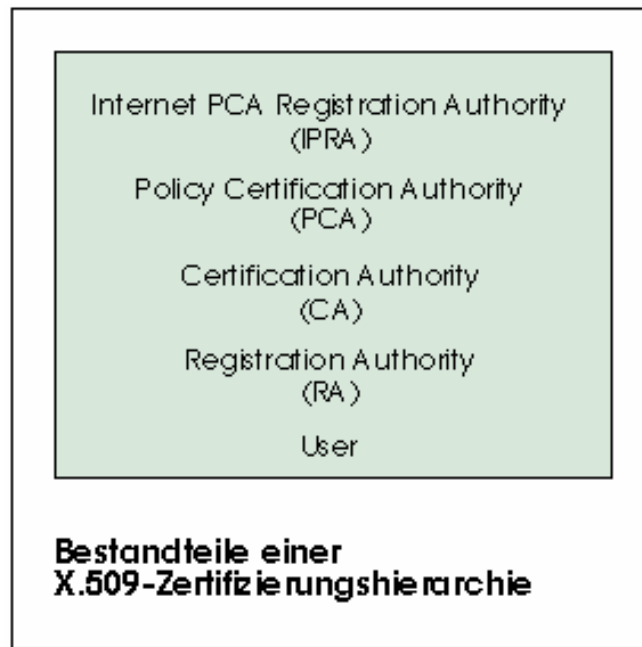 Internet PCA Registration Authority
(IPRA)
Policy Certification Authority
(PCA)
Certification Authority
(CA)
Registration Authority
(RA)
User
Bestandteile einer
X.509-Zertifizierungshierarchie